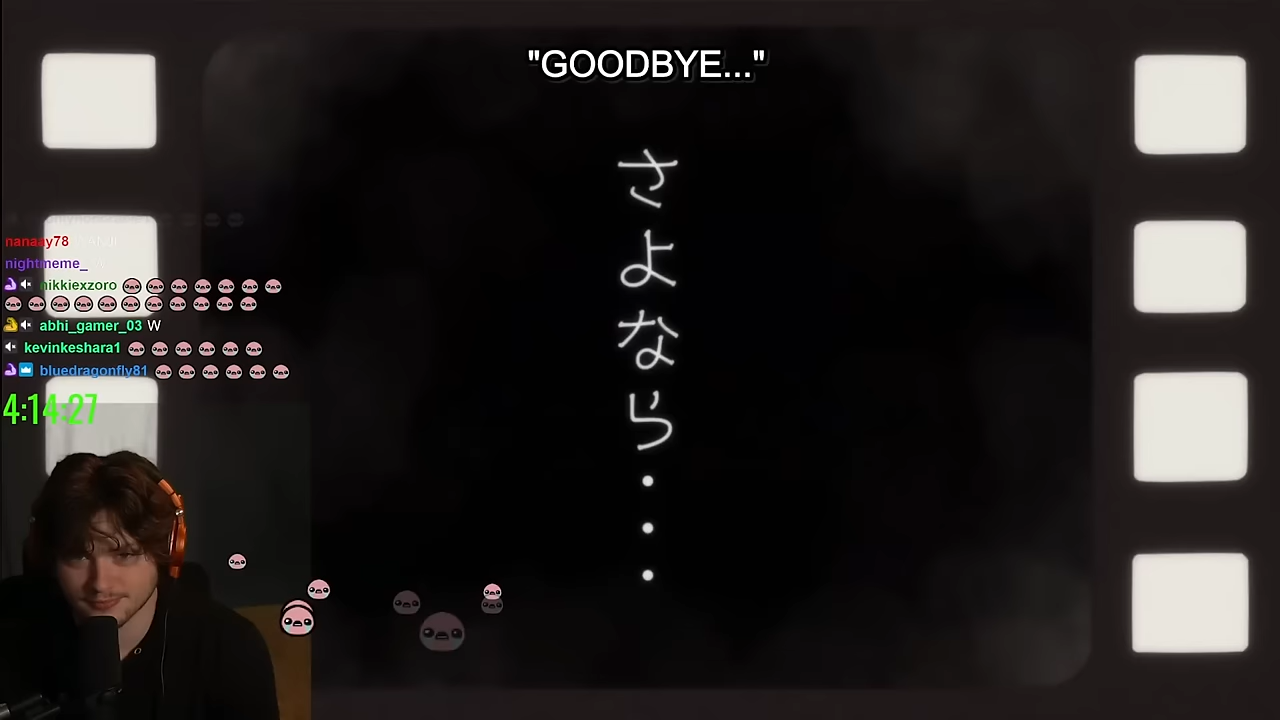 "GOODBYE..."
さよなら・・・
nanaay78
nightmeme_
nikkiexzoro
abhi_gamer_03 W
kevinkeshara1
bluedragonfly81
4:14:27